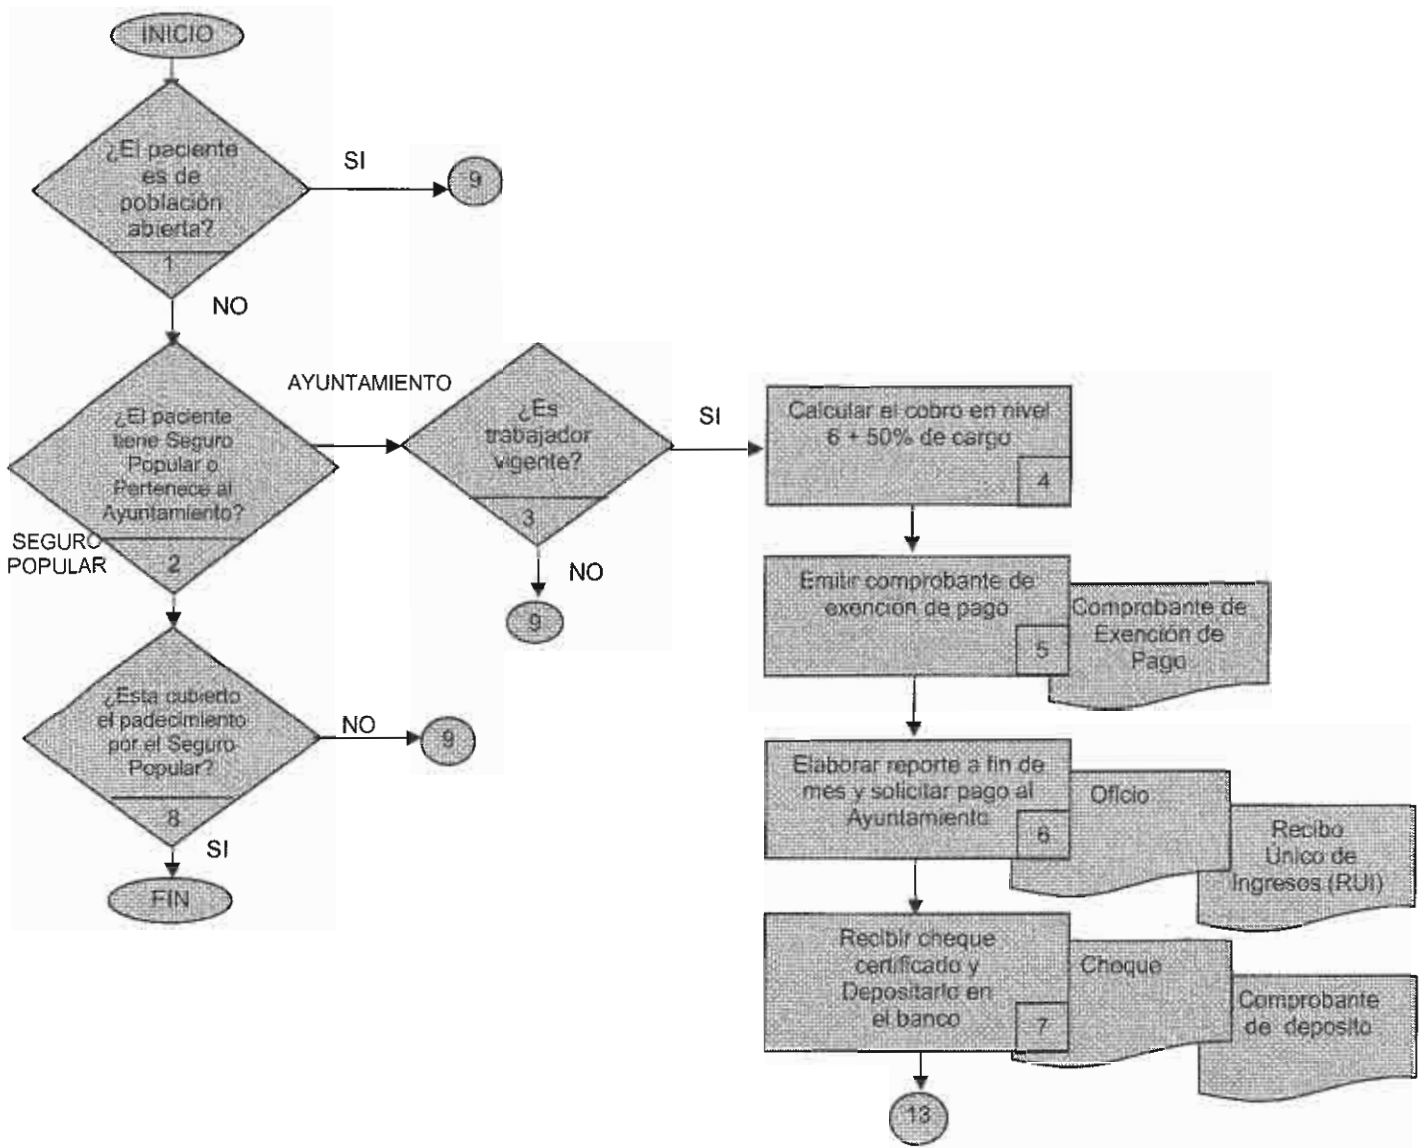 INICIO
¿El paciente
es de
población
abierta?
1
SI
9
NO
¿El paciente
tiene Seguro
Popular o
Pertenece al
Ayuntamiento?
2
AYUNTAMIENTO
¿Es
trabajador
vigente?
3
SI
NO
9
Calcular el cobro en nivel
6 + 50% de cargo
4
Emitir comprobante de
exención de pago
5
Comprobante de
Exención de
Pago
SEGURO
POPULAR
¿Esta cubierto
el padecimiento
por el Seguro
Popular?
8
NO
9
SI
FIN
Elaborar reporte a fin de
mes y solicitar pago al
Ayuntamiento
6
Oficio
Recibo
Único de
Ingresos (RUI)
Recibir cheque
certificado y
Depositarlo en
el banco
7
Cheque
Comprobante
de deposito
13